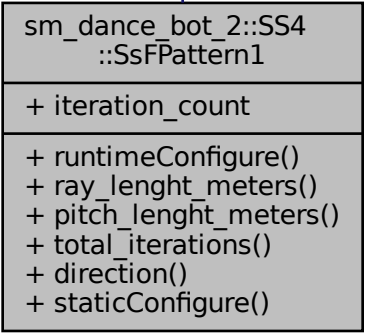 sm_dance_bot_2::SS4
::SsFPattern1
+ iteration_count
+ runtimeConfigure()
+ ray_lenght_meters()
+ pitch_lenght_meters()
+ total_iterations()
+ direction()
+ staticConfigure()